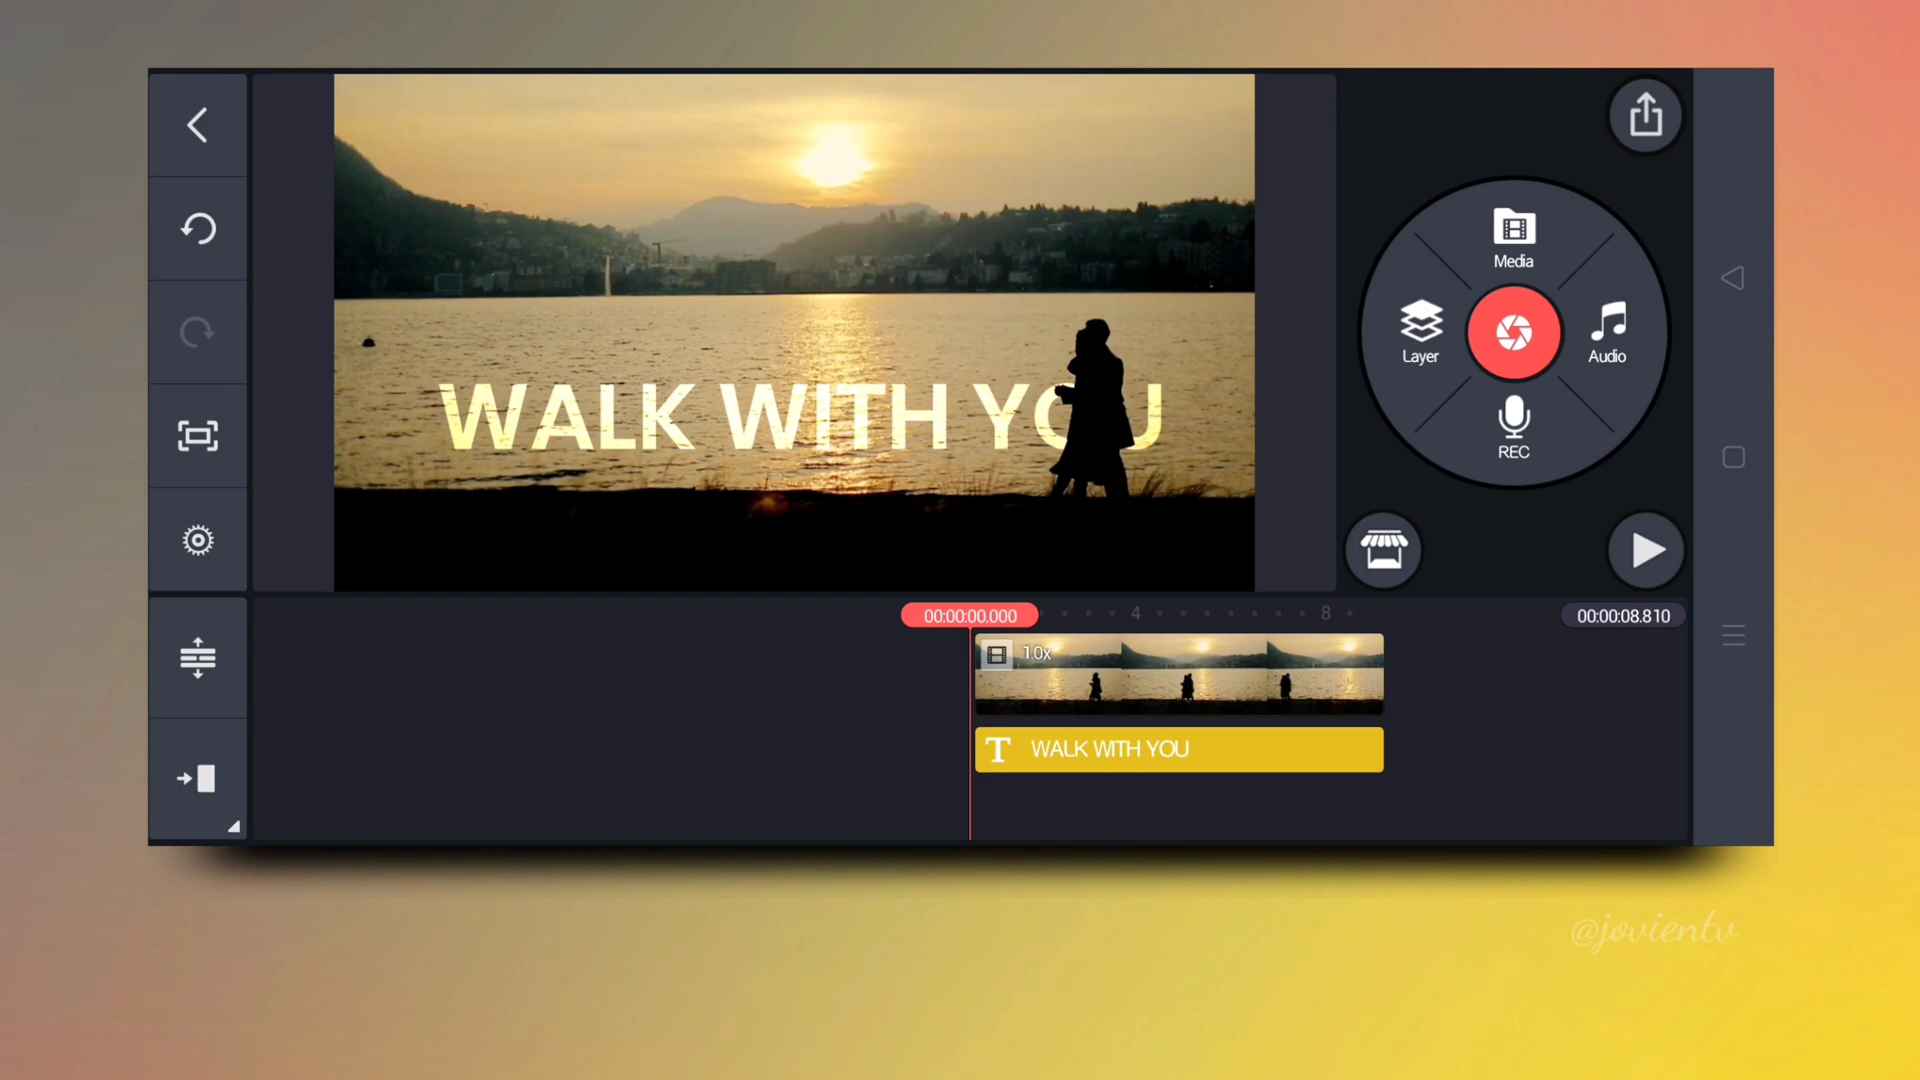 Media
Layer
Audio
REC
WALK WITH YOU
00:00:00.000
4
8
00:00:08.810
1.0x
T WALK WITH YOU
@jovientv